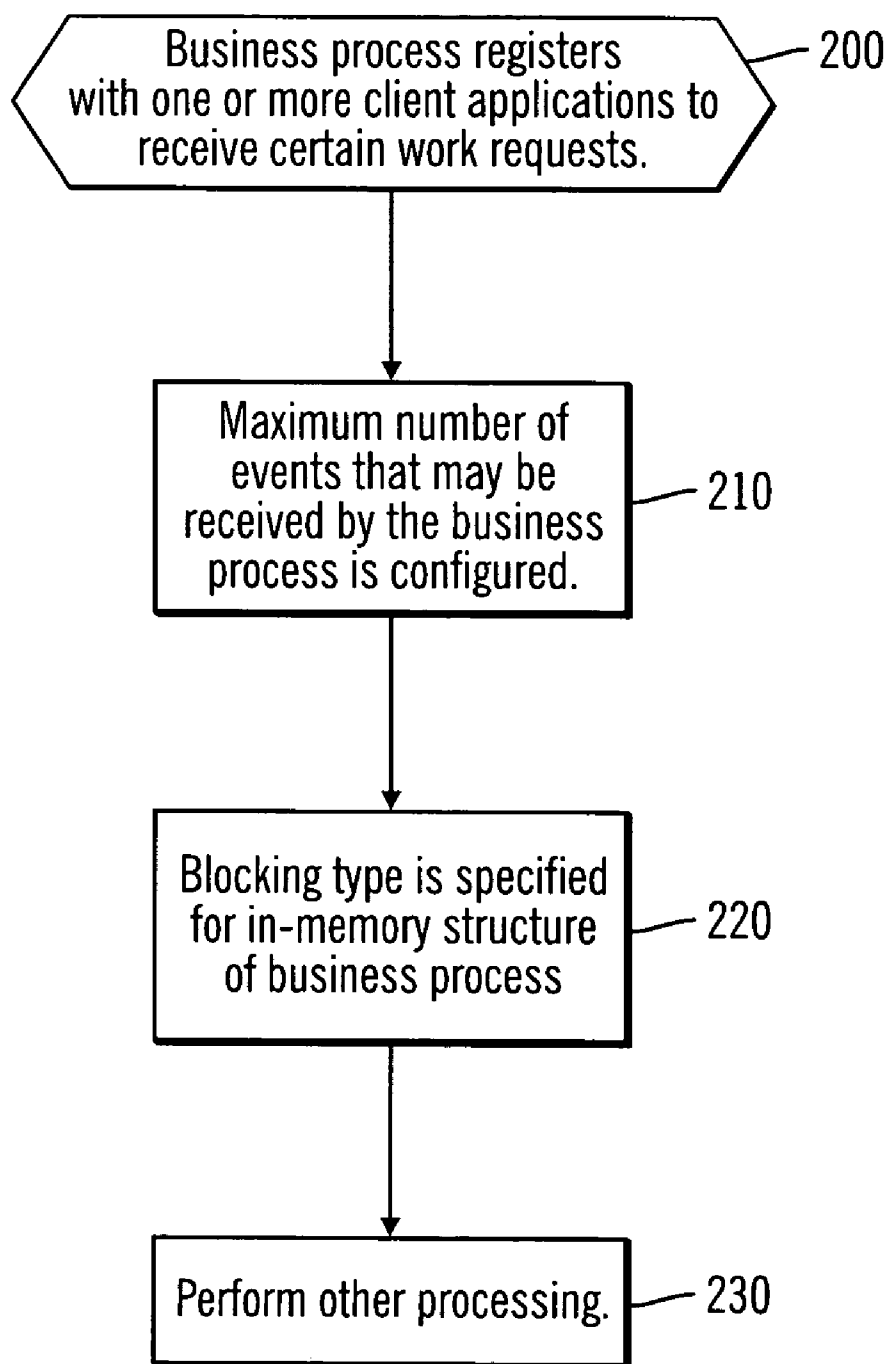 Business process registers
with one or more client applications to
receive certain work requests.
200
Maximum number of
events that may be
received by the business
process is configured.
210
Blocking type is specified
for in-memory structure
of business process
220
Perform other processing.
230